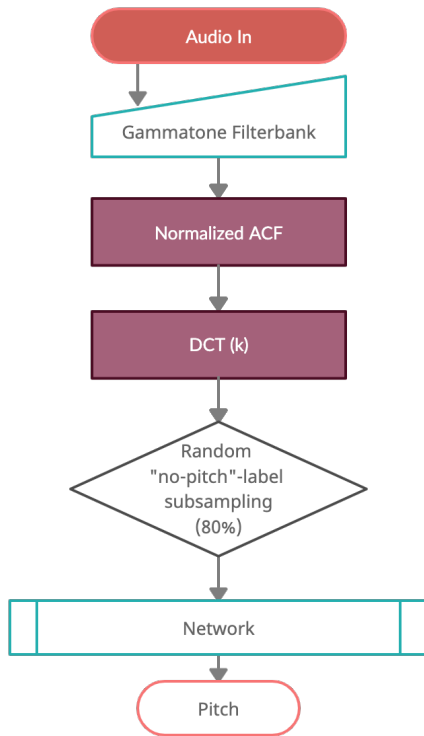 Audio In
Gammatone Filterbank
Normalized ACF
DCT (k)
Random
"no-pitch"-label
subsampling
(80%)
Network
Pitch